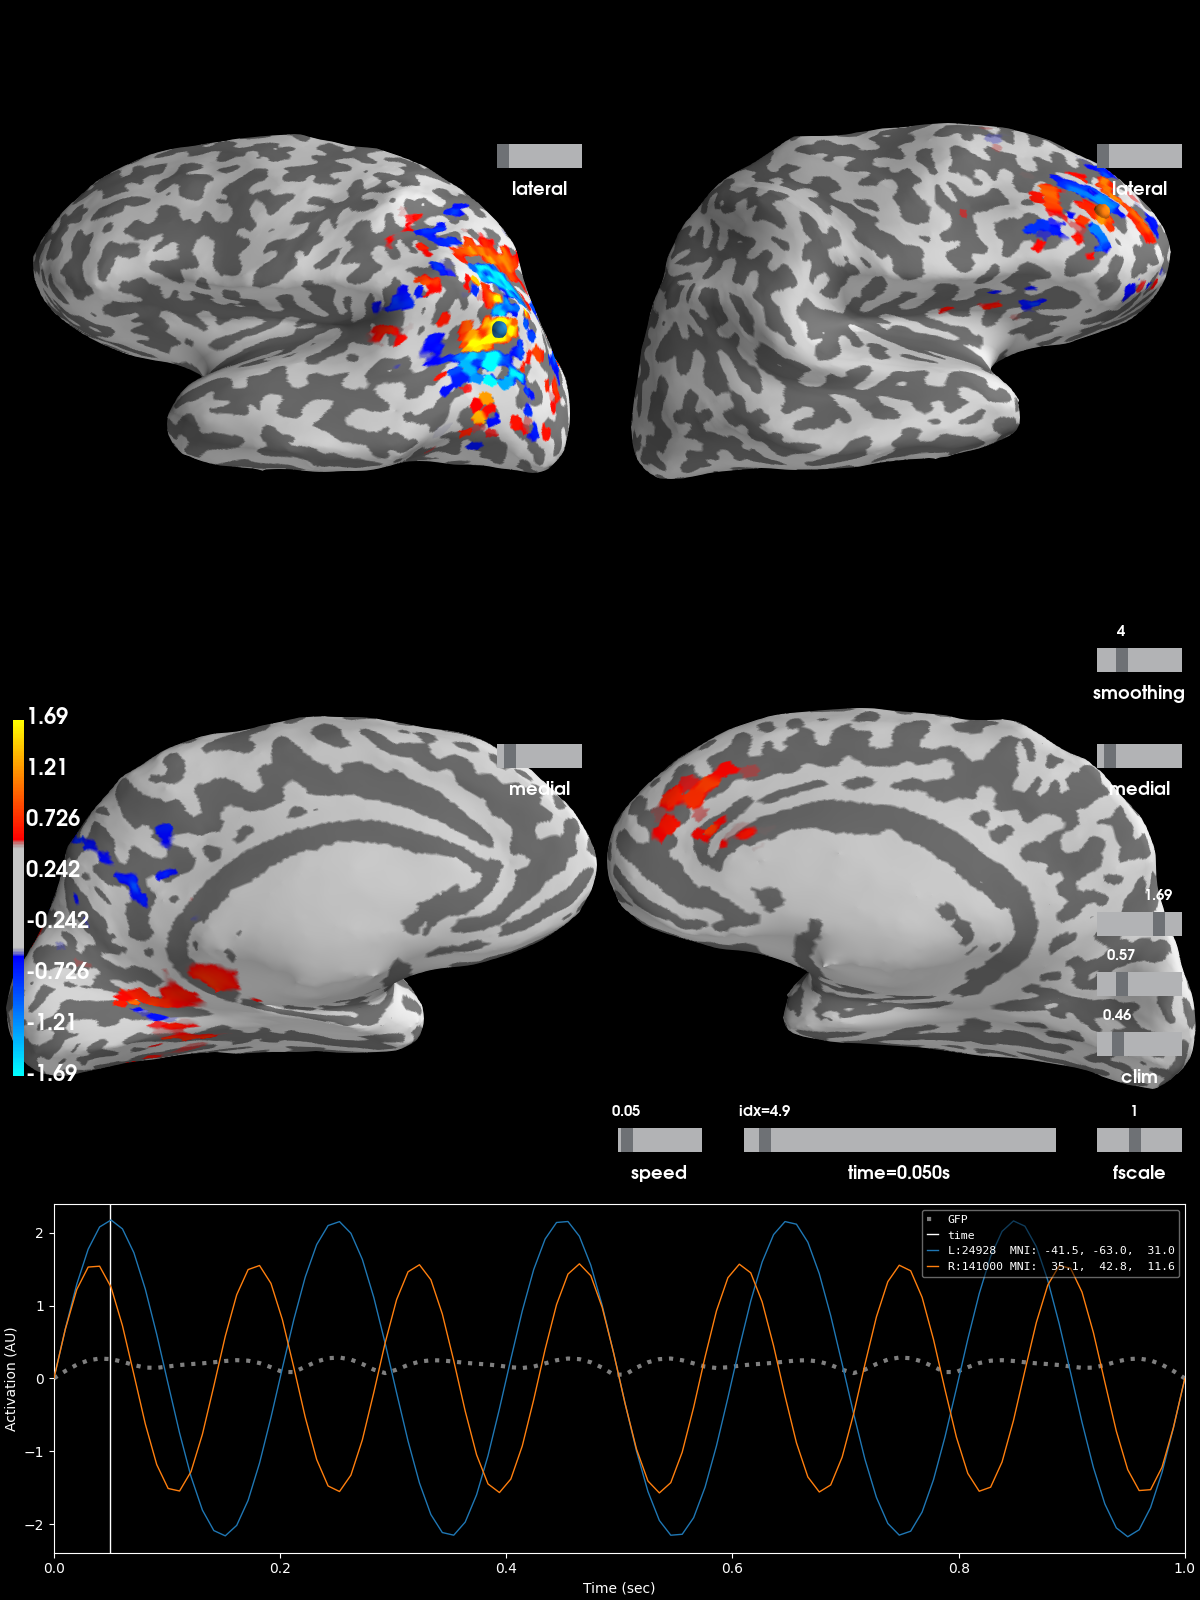 lateral
lateral
4
smoothing
1.69
1.21
0.726
0.242
-0.242
-0.726
-1.21
-1.69
medial
medial
1.69
0.57
0.46
clim
0.05
speed
idx=4.9
time=0.050s
1
fscale
GFP
time
L:24928 MNI: -41.5, -63.0, 31.0
R:141000 MNI: 35.1, 42.8, 11.6
Activation (AU)
2
1
0
−1
−2
0.0 0.2 0.4 0.6 0.8 1.0
Time (sec)